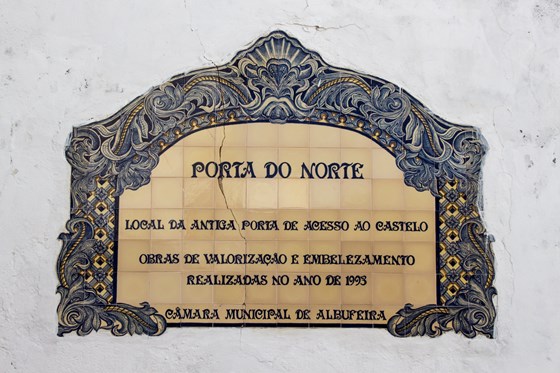 PORTA DO NORTE
LOCAL DA ANTIGA PORTA DE ACESSO AO CASTELO
OBRAS DE VALORIZAÇÃO E EMBELEZAMENTO
REALIZADAS NO ANO DE 1993
CÂMARA MUNICIPAL DE ALBUFEIRA